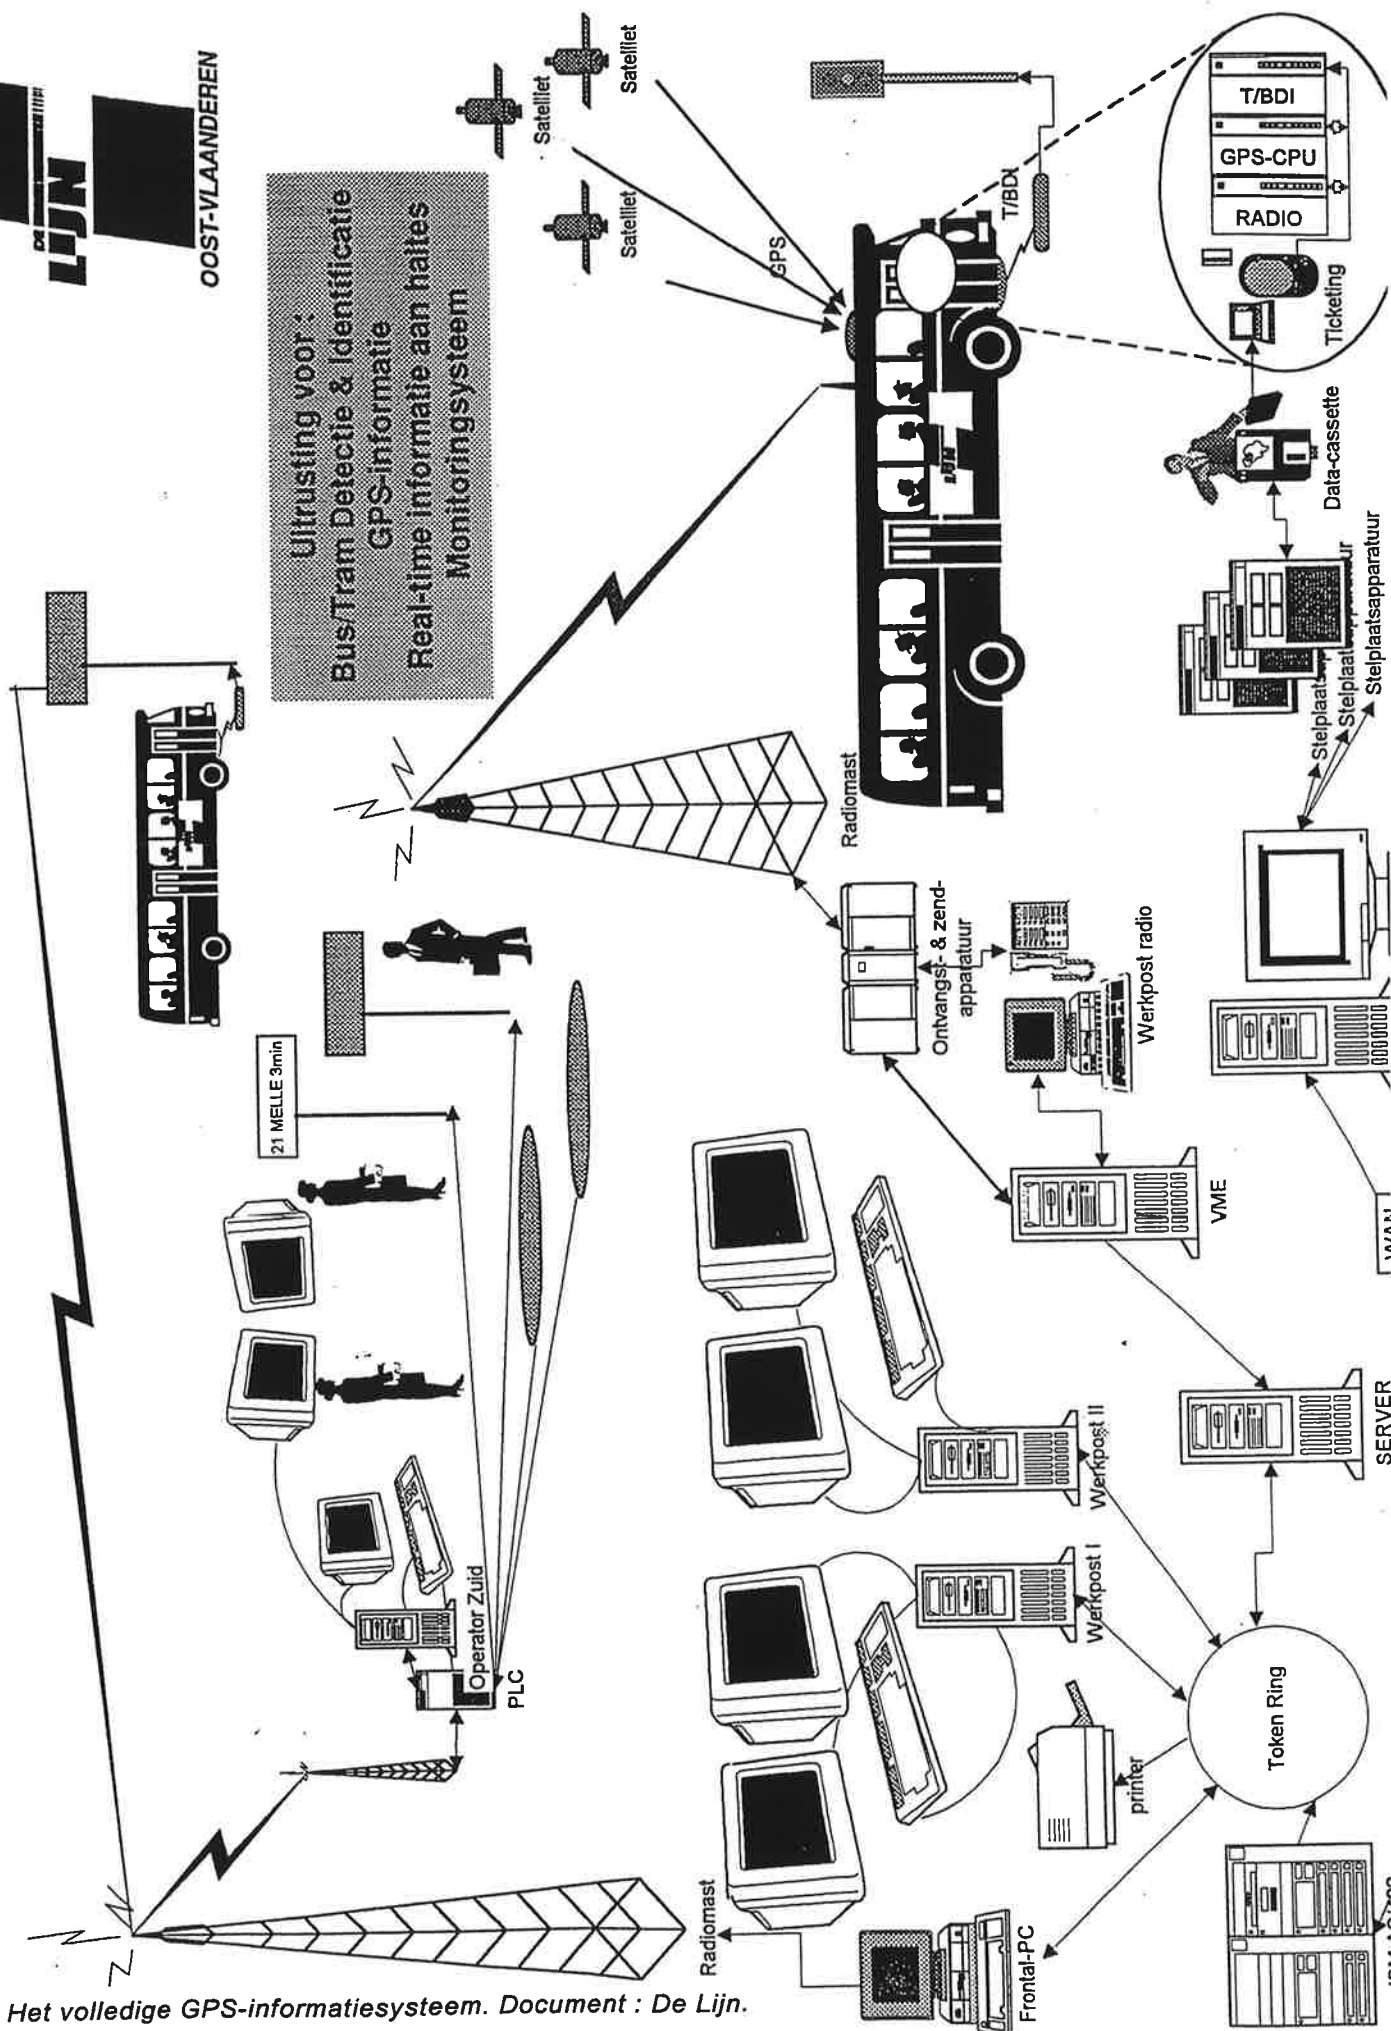 DE
LIJN
OOST-VLAANDEREN
Uitrusting voor :
Bus/Tram Detectie & Identificatie
GPS-informatie
Real-time informatie aan haltes
Monitoringsysteem
Satelliet
Satelliet
Satelliet
GPS
T/BDI
T/BDI
GPS-CPU
RADIO
Ticketing
Data-cassette
Stelplaatsapparatuur
Stelplaatsapparatuur
Stelplaatsapparatuur
Radiomast
Ontvangst- & zend-
apparatuur
Werkpost radio
VME
WAN
SERVER
21 MELLE 3min
Operator Zuid
PLC
Werkpost II
Werkpost I
Token Ring
printer
Radiomast
Frontal-PC
Het volledige GPS-informatiesysteem. Document : De Lijn.